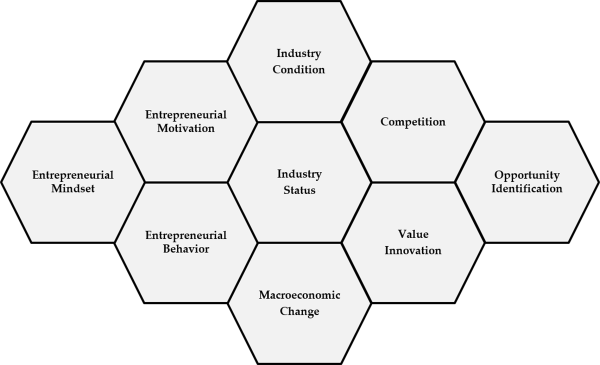 Industry
Condition
Entrepreneurial
Motivation
Competition
Entrepreneurial
Mindset
Industry
Status
Opportunity
Identification
Entrepreneurial
Behavior
Value
Innovation
Macroeconomic
Change